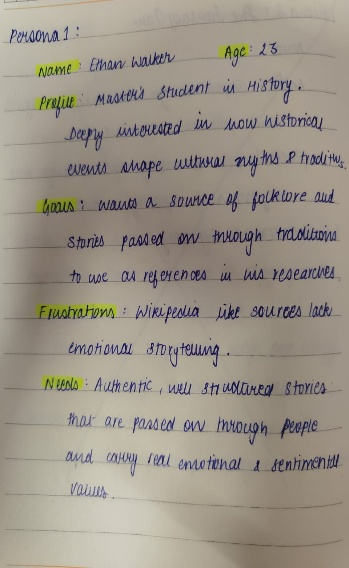 Persona 1:
Name: Ethan Walker Age: 23
Profile: Master's Student in History.
Deeply interested in how historical
events shape cultural myths & traditions.
Goals: wants a source of folklore and
stories passed on through traditions
to use as references in his researches.
Frustrations: Wikipedia like sources lack
emotional storytelling.
Needs: Authentic, well structured stories
that are passed on through people
and carry real emotional & sentimental
values.